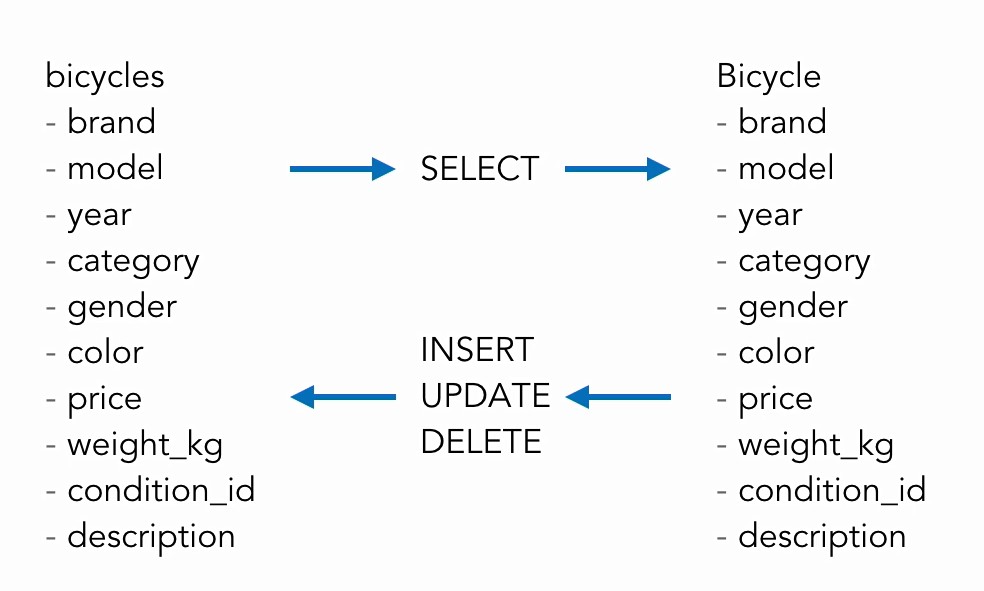 bicycles
- brand
- model
- year
- category
- gender
- color
- price
- weight_kg
- condition_id
- description
SELECT
INSERT
UPDATE
DELETE
Bicycle
- brand
- model
- year
- category
- gender
- color
- price
- weight_kg
- condition_id
- description